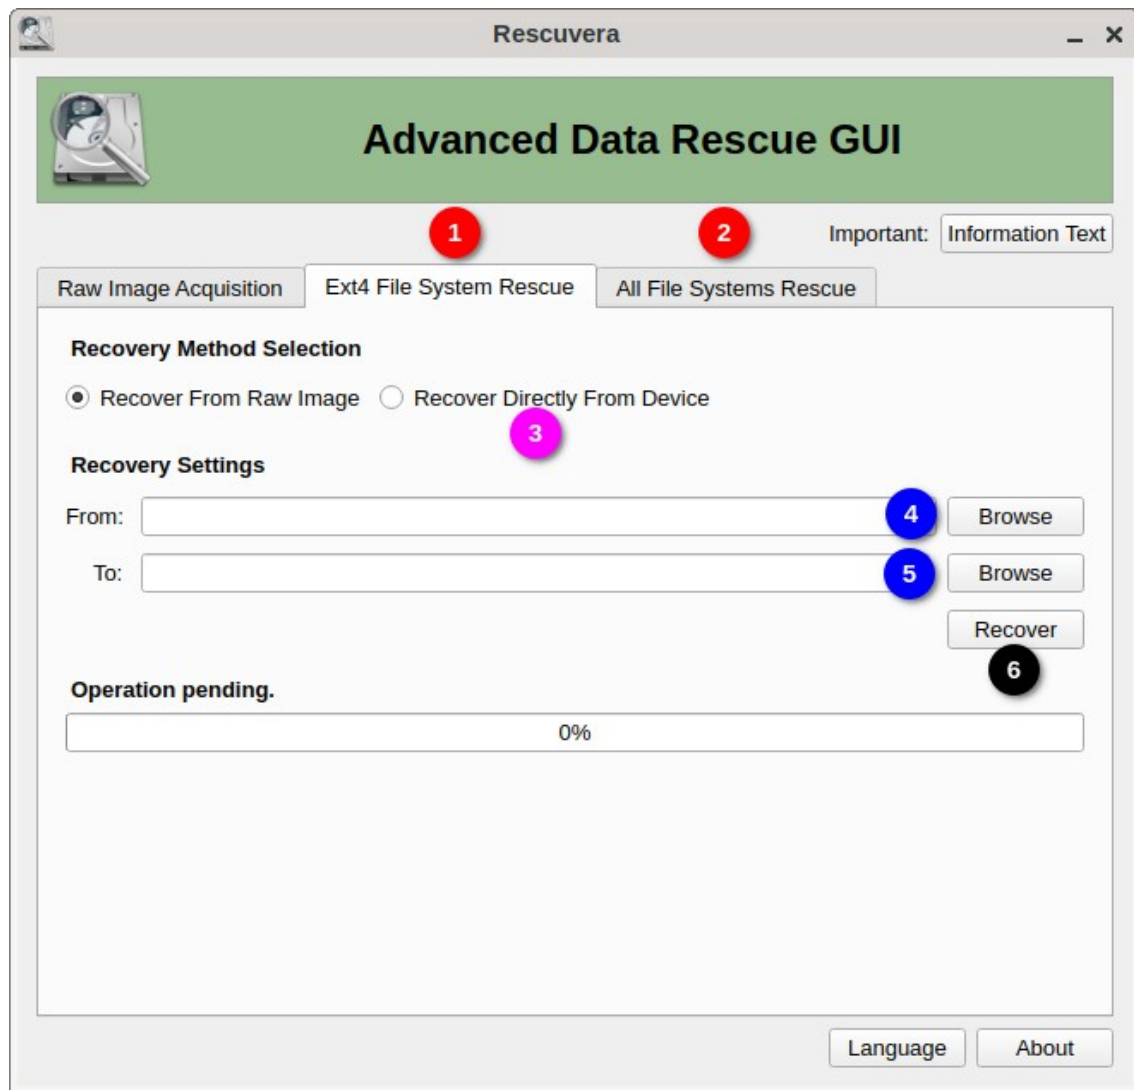 Rescuvera
Advanced Data Rescue GUI
1
2
Important: Information Text
Raw Image Acquisition Ext4 File System Rescue All File Systems Rescue
Recovery Method Selection
Recover From Raw Image Recover Directly From Device
3
Recovery Settings
From: 4 Browse
To: 5 Browse
Recover
6
Operation pending.
0%
Language About